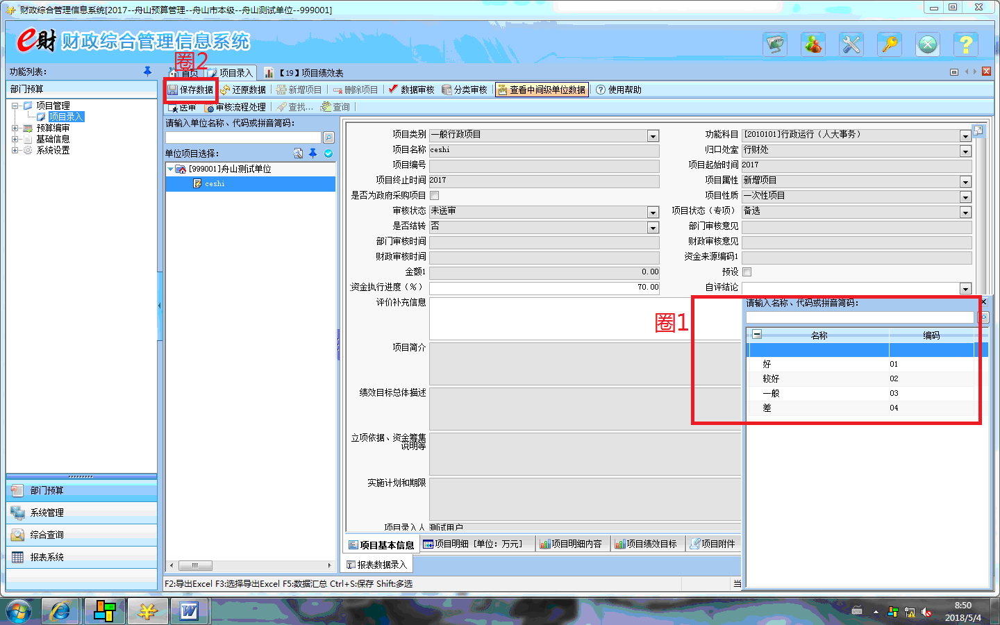 财政综合管理信息系统[2017--舟山预算管理--舟山市本级--舟山测试单位--999001]
e财 财政综合管理信息系统
圈2
功能列表:
首页 项目录入 【19】项目绩效表
部门预算
保存数据 还原数据 新增项目 删除项目 数据审核 分类审核 查看中间级单位数据 使用帮助
送审 审核流程处理 查找... 查询
项目管理
项目录入
预算编审
基础信息
系统设置
请输入单位名称、代码或拼音简码:
单位项目选择:
[999001]舟山测试单位
ceshi
项目类别 一般行政项目 功能科目 [2010101]行政运行（人大事务）
项目名称 ceshi 归口处室 行财处
项目编号 项目起始时间 2017
项目终止时间 2017 项目属性 新增项目
是否为政府采购项目 项目性质 一次性项目
审核状态 未送审 项目状态（专项） 备选
是否结转 否 部门审核意见
部门审核时间 财政审核意见
财政审核时间 资金来源编码1
金额1 0.00 预设
资金执行进度（%） 70.00 自评结论
评价补充信息
圈1
请输入名称、代码或拼音简码:
名称 编码
好 01
较好 02
一般 03
差 04
项目简介
绩效目标总体描述
立项依据、资金筹集
说明等
实施计划和期限
项目录入人 测试用户
项目基本信息 项目明细［单位：万元］ 项目明细内容 项目绩效目标 项目附件
报表数据录入
部门预算
系统管理
综合查询
报表系统
F2:导出Excel F3:选择导出Excel F5:数据汇总 Ctrl+S:保存 Shift:多选
当
8:50
2018/5/4